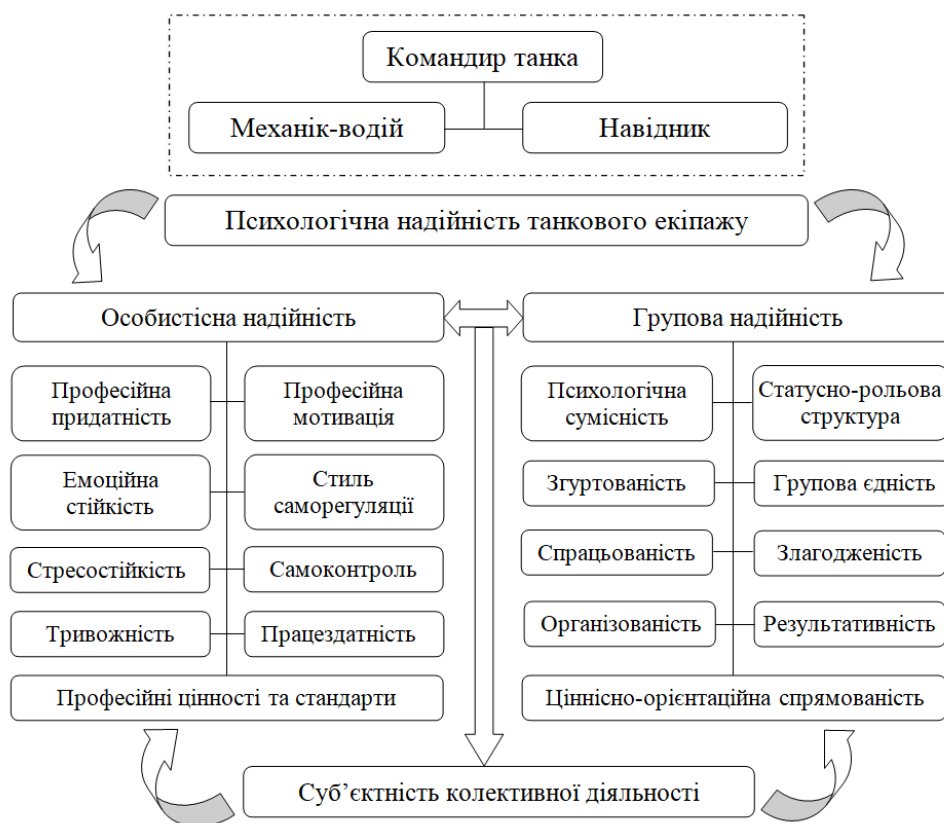 Командир танка
Механік-водій
Навідник
Психологічна надійність танкового екіпажу
Особистісна надійність
Групова надійність
Професійна
придатність
Професійна
мотивація
Психологічна
сумісність
Статусно-рольова
структура
Емоційна
стійкість
Стиль
саморегуляції
Згуртованість
Групова єдність
Стресостійкість
Самоконтроль
Спрацьованість
Злагодженість
Тривожність
Працездатність
Організованість
Результативність
Професійні цінності та стандарти
Ціннісно-орієнтаційна спрямованість
Суб’єктність колективної діяльності